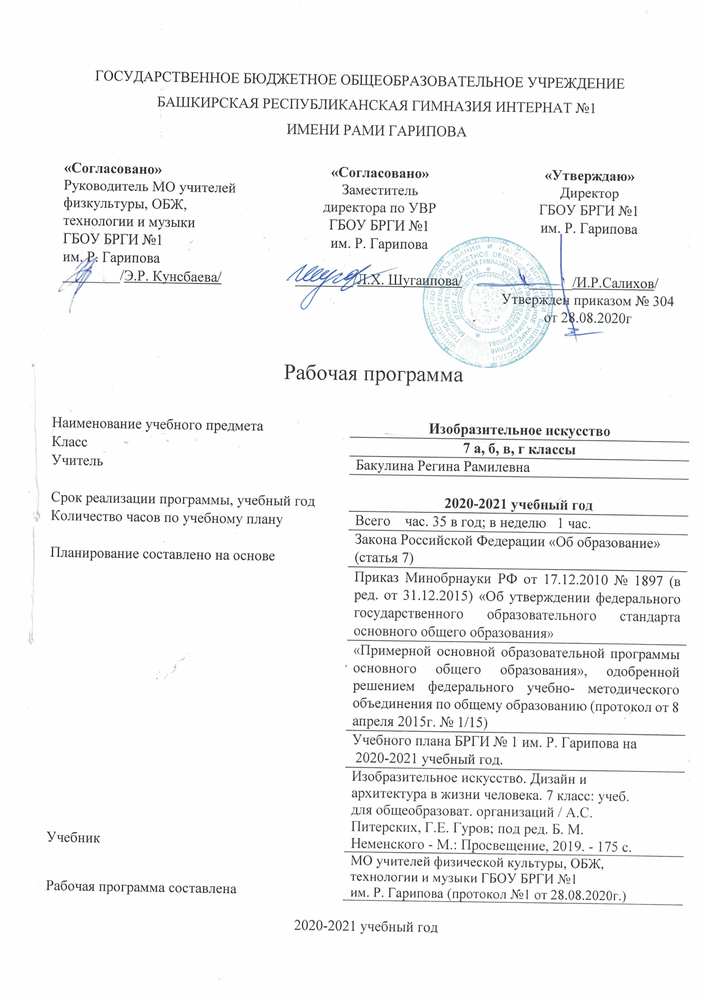 ГОСУДАРСТВЕННОЕ БЮДЖЕТНОЕ ОБЩЕОБРАЗОВАТЕЛЬНОЕ УЧРЕЖДЕНИЕ
БАШКИРСКАЯ РЕСПУБЛИКАНСКАЯ ГИМНАЗИЯ ИНТЕРНАТ №1
ИМЕНИ РАМИ ГАРИПОВА
«Согласовано»
Руководитель МО учителей
физкультуры, ОБЖ,
технологии и музыки
ГБОУ БРГИ №1
им. Р. Гарипова
/Э.Р. Кунсбаева/
«Согласовано»
Заместитель
директора по УВР
ГБОУ БРГИ №1
им. Р. Гарипова
/Л.Х. Шугаипова/
«Утверждаю»
Директор
ГБОУ БРГИ №1
им. Р. Гарипова
/И.Р.Салихов/
Утвержден приказом № 304
от 28.08.2020г
Рабочая программа
Наименование учебного предмета
Изобразительное искусство
Класс
7 а, б, в, г классы
Учитель
Бакулина Регина Рамилевна
Срок реализации программы, учебный год
2020-2021 учебный год
Количество часов по учебному плану
Всего час. 35 в год; в неделю 1 час.
Планирование составлено на основе
Закона Российской Федерации «Об образование»
(статья 7)
Приказ Минобрнауки РФ от 17.12.2010 № 1897 (в
ред. от 31.12.2015) «Об утверждении федерального
государственного образовательного стандарта
основного общего образования»
«Примерной основной образовательной программы
основного общего образования», одобренной
решением федерального учебно- методического
объединения по общему образованию (протокол от 8
апреля 2015г. № 1/15)
Учебного плана БРГИ № 1 им. Р. Гарипова на
2020-2021 учебный год.
Учебник
Изобразительное искусство. Дизайн и
архитектура в жизни человека. 7 класс: учеб.
для общеобразоват. организаций / А.С.
Питерских, Г.Е. Гуров; под ред. Б. М.
Неменского - М.: Просвещение, 2019. - 175 с.
Рабочая программа составлена
МО учителей физической культуры, ОБЖ,
технологии и музыки ГБОУ БРГИ №1
им. Р. Гарипова (протокол №1 от 28.08.2020г.)
2020-2021 учебный год